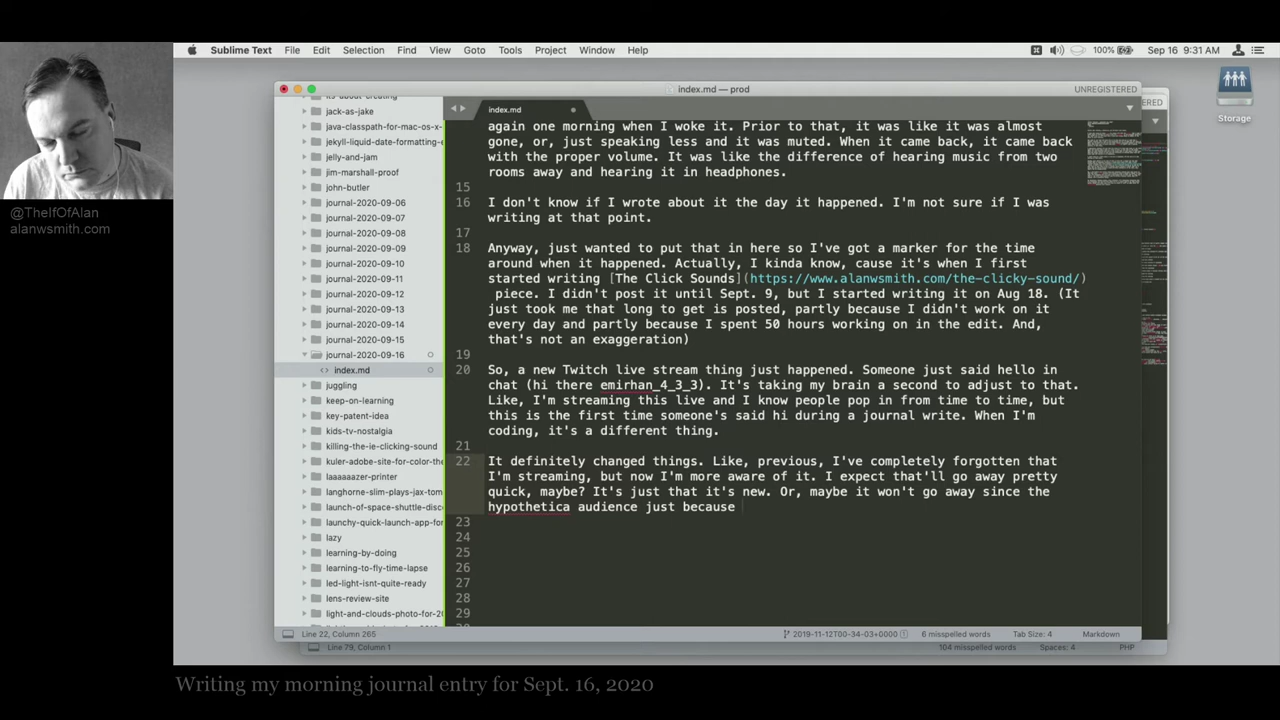 Sublime Text File Edit Selection Find View Goto Tools Project Window Help 100% Sep 16 9:31 AM
index.md — prod UNREGISTERED
Storage
jack-as-jake
java-classpath-for-mac-os-x-
jekyll-liquid-date-formatting-e
jelly-and-jam
jim-marshall-proof
john-butler
journal-2020-09-06
journal-2020-09-07
journal-2020-09-08
journal-2020-09-09
journal-2020-09-10
journal-2020-09-11
journal-2020-09-12
journal-2020-09-13
journal-2020-09-14
journal-2020-09-15
journal-2020-09-16
index.md
juggling
keep-on-learning
key-patent-idea
kids-tv-nostalgia
killing-the-ie-clicking-sound
kuler-adobe-site-for-color-the
laaaaaazer-printer
langhorne-slim-plays-jax-tom
large-ice-shuttle-disc
launchy-quick-launch-app-for
lazy
learning-by-doing
learning-to-fly-time-lapse
led-light-isnt-quite-ready
lens-review-site
light-and-clouds-photo-for-20
index.md
again one morning when I woke it. Prior to that, it was like it was almost
gone, or, just speaking less and it was muted. When it came back, it came back
with the proper volume. It was like the difference of hearing music from two
rooms away and hearing it in headphones.
15
16 I don't know if I wrote about it the day it happened. I'm not sure if I was
writing at that point.
17
18 Anyway, just wanted to put that in here so I've got a marker for the time
around when it happened. Actually, I kinda know, cause it's when I first
started writing [The Click Sounds](https://www.alanwsmith.com/the-clicky-sound/)
piece. I didn't post it until Sept. 9, but I started writing it on Aug 18. (It
just took me that long to get is posted, partly because I didn't work on it
every day and partly because I spent 50 hours working on in the edit. And,
that's not an exaggeration)
19
20 So, a new Twitch live stream thing just happened. Someone just said hello in
chat (hi there emirhan_4_3_3). It's taking my brain a second to adjust to that.
Like, I'm streaming this live and I know people pop in from time to time, but
this is the first time someone's said hi during a journal write. When I'm
coding, it's a different thing.
21
22 It definitely changed things. Like, previous, I've completely forgotten that
I'm streaming, but now I'm more aware of it. I expect that'll go away pretty
quick, maybe? It's just that it's new. Or, maybe it won't go away since the
hypothetica audience just because
23
24
25
26
27
28
29
Line 22, Column 265 2019-11-12T00-34-03+0000 1 6 misspelled words Tab Size: 4 Markdown
Line 79, Column 1 104 misspelled words Spaces: 4 PHP
@TheIfOfAlan
alanwsmith.com
Writing my morning journal entry for Sept. 16, 2020